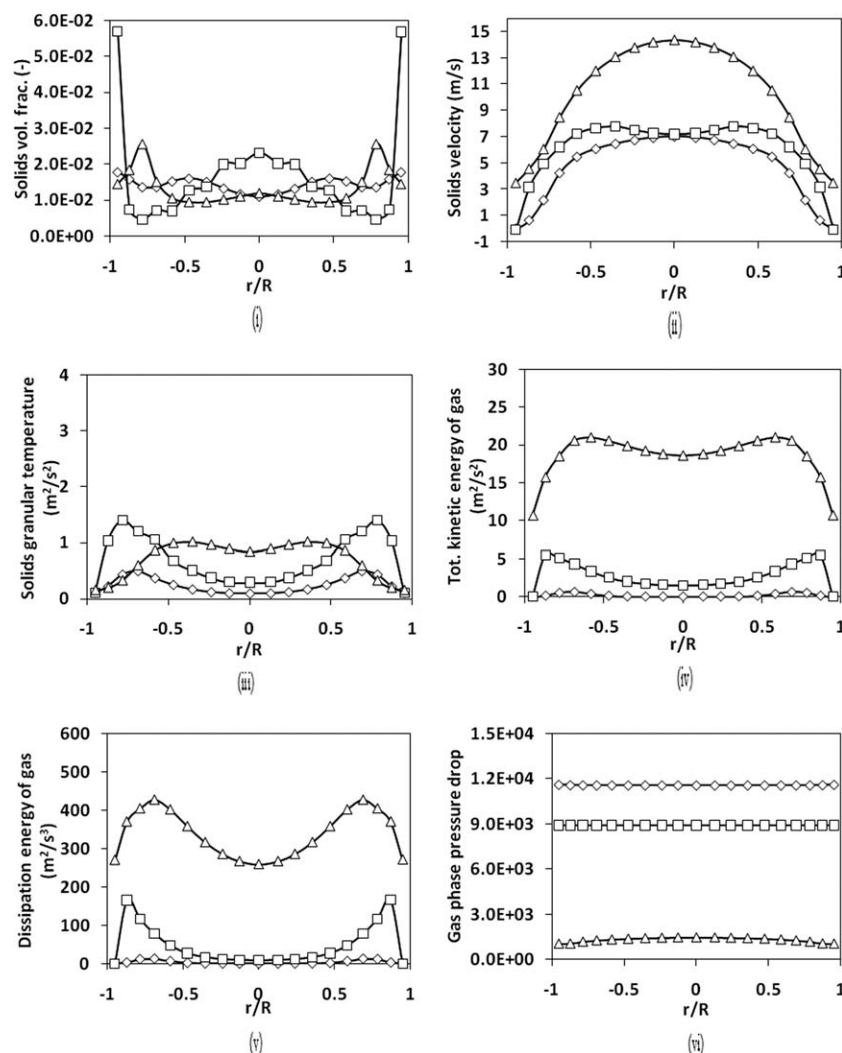 Solids vol. frac. (-)
6.0E-02
5.0E-02
4.0E-02
3.0E-02
2.0E-02
1.0E-02
0.0E+00
-1 -0.5 0 0.5 1
r/R
(i)
Solids velocity (m/s)
15
13
11
9
7
5
3
1
-1
-1 -0.5 0 0.5 1
r/R
(ii)
Solids granular temperature
(m²/s²)
4
3
2
1
0
-1 -0.5 0 0.5 1
r/R
(iii)
Tot. kinetic energy of gas
(m²/s²)
30
25
20
15
10
5
0
-1 -0.5 0 0.5 1
r/R
(iv)
Dissipation energy of gas
(m²/s³)
600
500
400
300
200
100
0
-1 -0.5 0 0.5 1
r/R
(v)
Gas phase pressure drop
1.5E+04
1.2E+04
9.0E+03
6.0E+03
3.0E+03
0.0E+00
-1 -0.5 0 0.5 1
r/R
(vi)